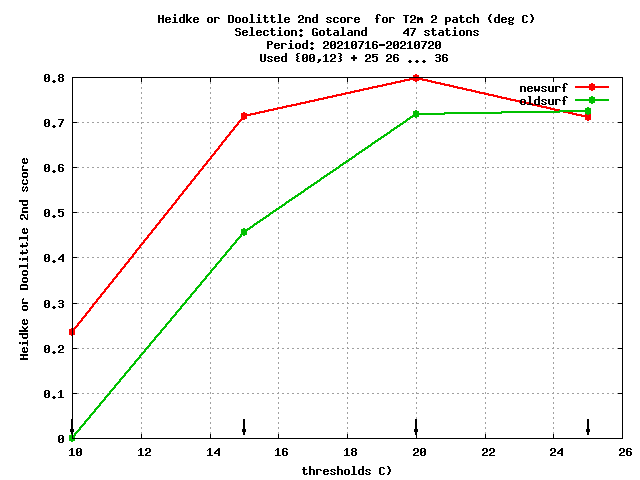 Heidke or Doolittle 2nd score  for T2m 2 patch (deg C)
Selection: Gotaland     47 stations
Period: 20210716-20210720
Used {00,12} + 25 26 ... 36
newsurf
oldsurf
Heidke or Doolittle 2nd score
0.8
0.7
0.6
0.5
0.4
0.3
0.2
0.1
0
10 12 14 16 18 20 22 24 26
thresholds C)